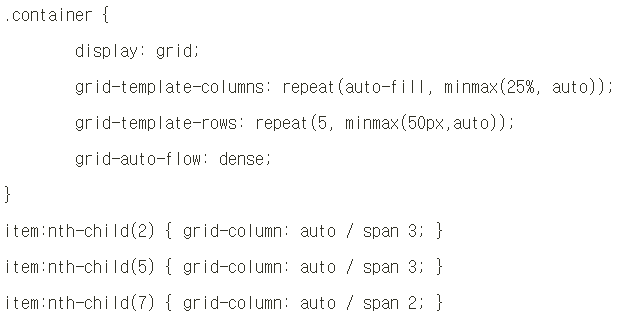 .container {
display: grid;
grid-template-columns: repeat(auto-fill, minmax(25%, auto));
grid-template-rows: repeat(5, minmax(50px,auto));
grid-auto-flow: dense;
}
item:nth-child(2) { grid-column: auto / span 3; }
item:nth-child(5) { grid-column: auto / span 3; }
item:nth-child(7) { grid-column: auto / span 2; }